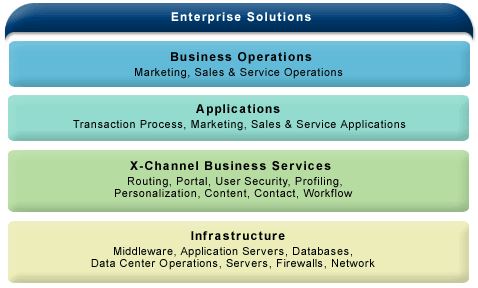 Enterprise Solutions
Business Operations
Marketing, Sales & Service Operations
Applications
Transaction Process, Marketing, Sales & Service Applications
X-Channel Business Services
Routing, Portal, User Security, Profiling,
Personalization, Content, Contact, Workflow
Infrastructure
Middleware, Application Servers, Databases,
Data Center Operations, Servers, Firewalls, Network